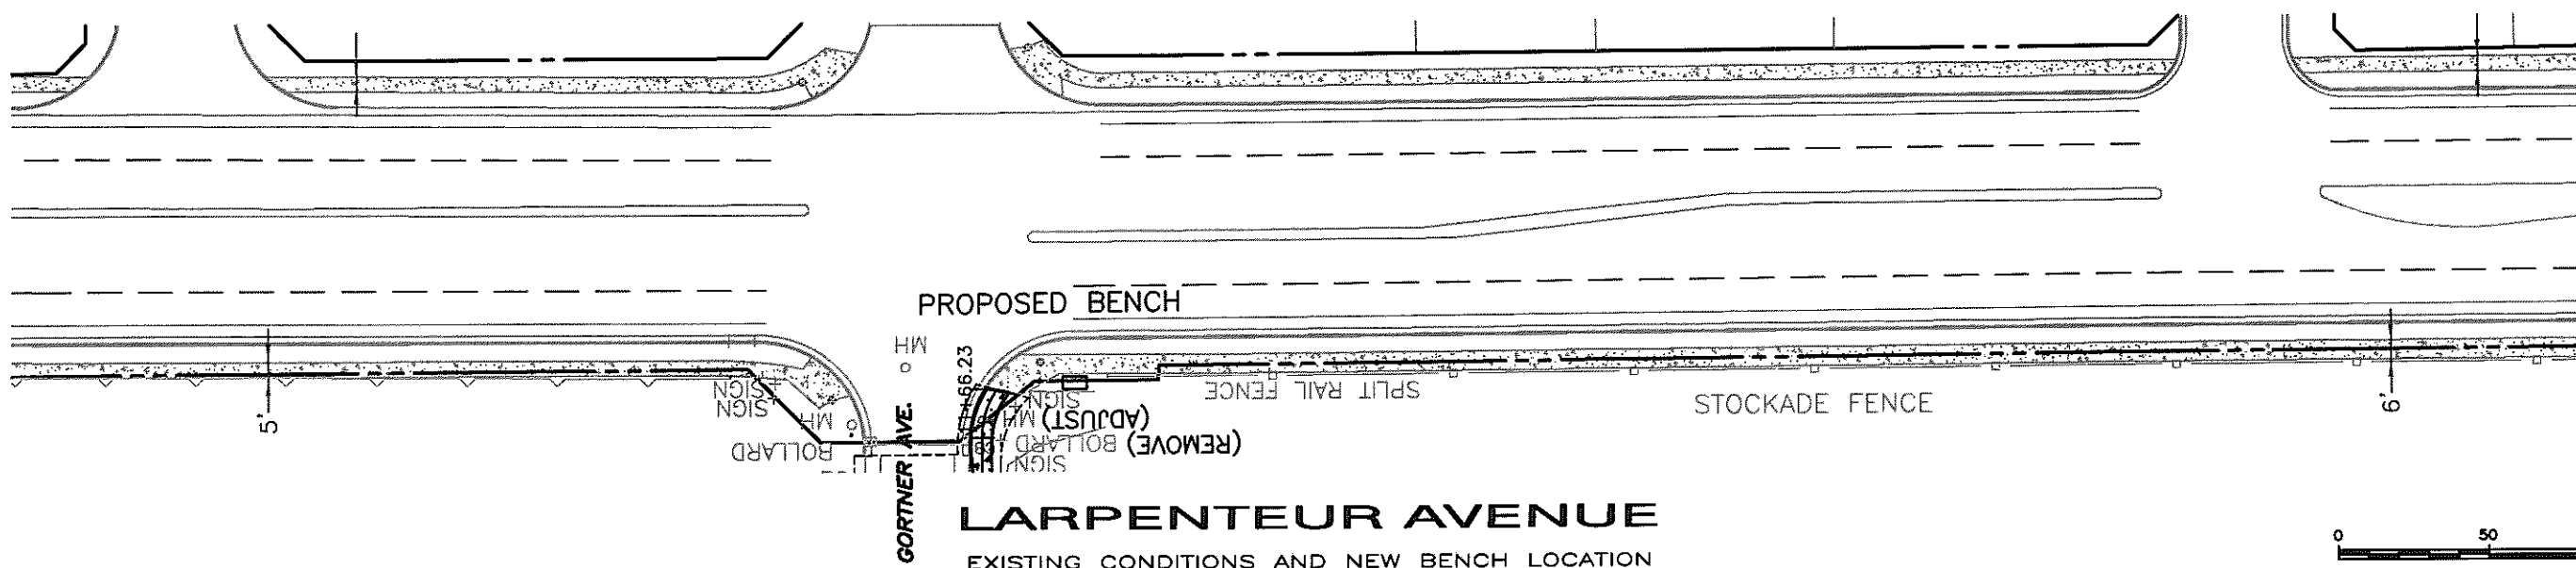 PROPOSED BENCH
MH
1+66.23
SIGN
SIGN
MH
BOLLARD
5'
GORTNER AVE.
SIGN
MH (ADJUST)
BOLLARD (REMOVE)
SIGN
SPLIT RAIL FENCE
STOCKADE FENCE
6'
LARPENTEUR AVENUE
EXISTING CONDITIONS AND NEW BENCH LOCATION
0 50